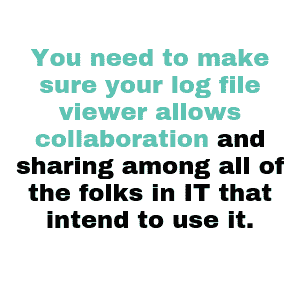 You need to make
sure your log file
viewer allows
collaboration and
sharing among all of
the folks in IT that
intend to use it.